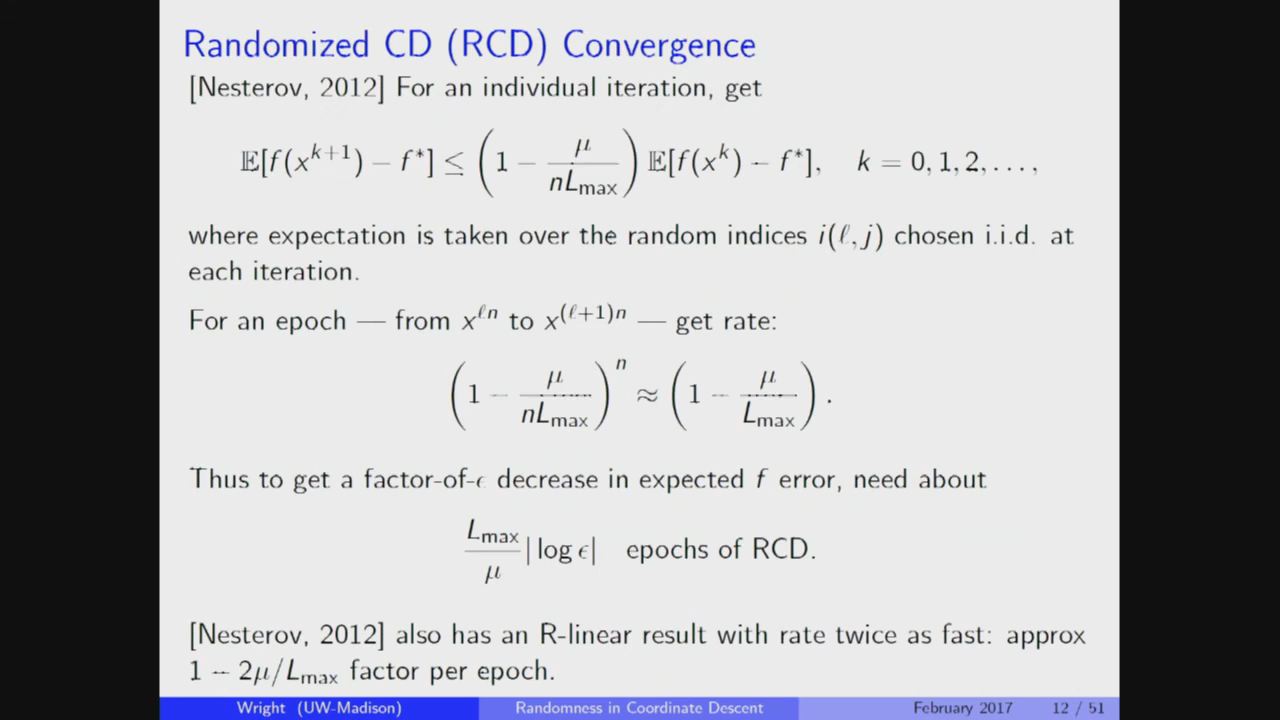 Randomized CD (RCD) Convergence
[Nesterov, 2012] For an individual iteration, get
𝔼[f(x^{k+1}) − f*] ≤ (1 − μ/(nL_max)) 𝔼[f(x^k) − f*], k = 0, 1, 2, . . . ,
where expectation is taken over the random indices i(ℓ, j) chosen i.i.d. at
each iteration.
For an epoch — from x^{ℓn} to x^{(ℓ+1)n} — get rate:
(1 − μ/(nL_max))^n ≈ (1 − μ/L_max).
Thus to get a factor-of-ϵ decrease in expected f error, need about
L_max/μ |log ϵ| epochs of RCD.
[Nesterov, 2012] also has an R-linear result with rate twice as fast: approx
1 − 2μ/L_max factor per epoch.
Wright (UW-Madison) Randomness in Coordinate Descent February 2017 12 / 51